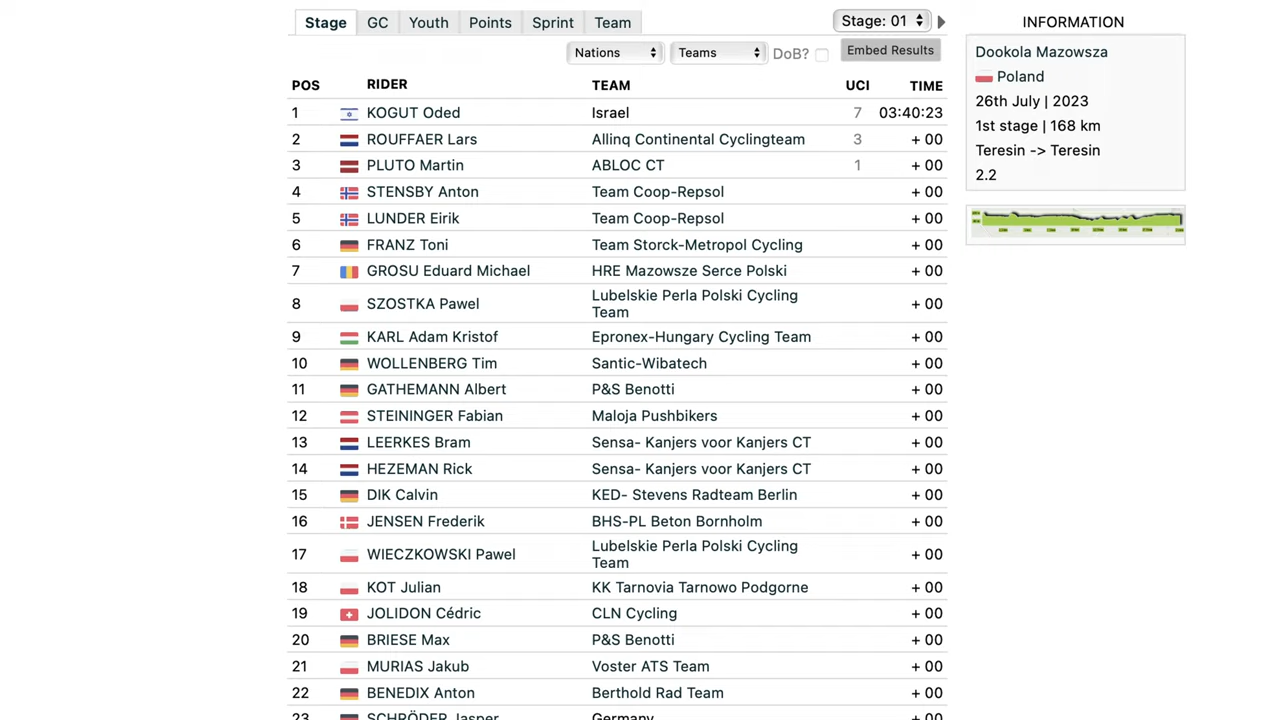 Stage GC Youth Points Sprint Team Stage: 01
Nations Teams DoB? Embed Results
POS RIDER TEAM UCI TIME
1 KOGUT Oded Israel 7 03:40:23
2 ROUFFAER Lars Allinq Continental Cyclingteam 3 + 00
3 PLUTO Martin ABLOC CT 1 + 00
4 STENSBY Anton Team Coop-Repsol + 00
5 LUNDER Eirik Team Coop-Repsol + 00
6 FRANZ Toni Team Storck-Metropol Cycling + 00
7 GROSU Eduard Michael HRE Mazowsze Serce Polski + 00
8 SZOSTKA Pawel Lubelskie Perla Polski Cycling
Team + 00
9 KARL Adam Kristof Epronex-Hungary Cycling Team + 00
10 WOLLENBERG Tim Santic-Wibatech + 00
11 GATHEMANN Albert P&S Benotti + 00
12 STEININGER Fabian Maloja Pushbikers + 00
13 LEERKES Bram Sensa- Kanjers voor Kanjers CT + 00
14 HEZEMAN Rick Sensa- Kanjers voor Kanjers CT + 00
15 DIK Calvin KED- Stevens Radteam Berlin + 00
16 JENSEN Frederik BHS-PL Beton Bornholm + 00
17 WIECZKOWSKI Pawel Lubelskie Perla Polski Cycling
Team + 00
18 KOT Julian KK Tarnovia Tarnowo Podgorne + 00
19 JOLIDON Cédric CLN Cycling + 00
20 BRIESE Max P&S Benotti + 00
21 MURIAS Jakub Voster ATS Team + 00
22 BENEDIX Anton Berthold Rad Team + 00
23 SCHRÖDER Jasper Germany + 00
INFORMATION
Dookola Mazowsza
Poland
26th July | 2023
1st stage | 168 km
Teresin -> Teresin
2.2